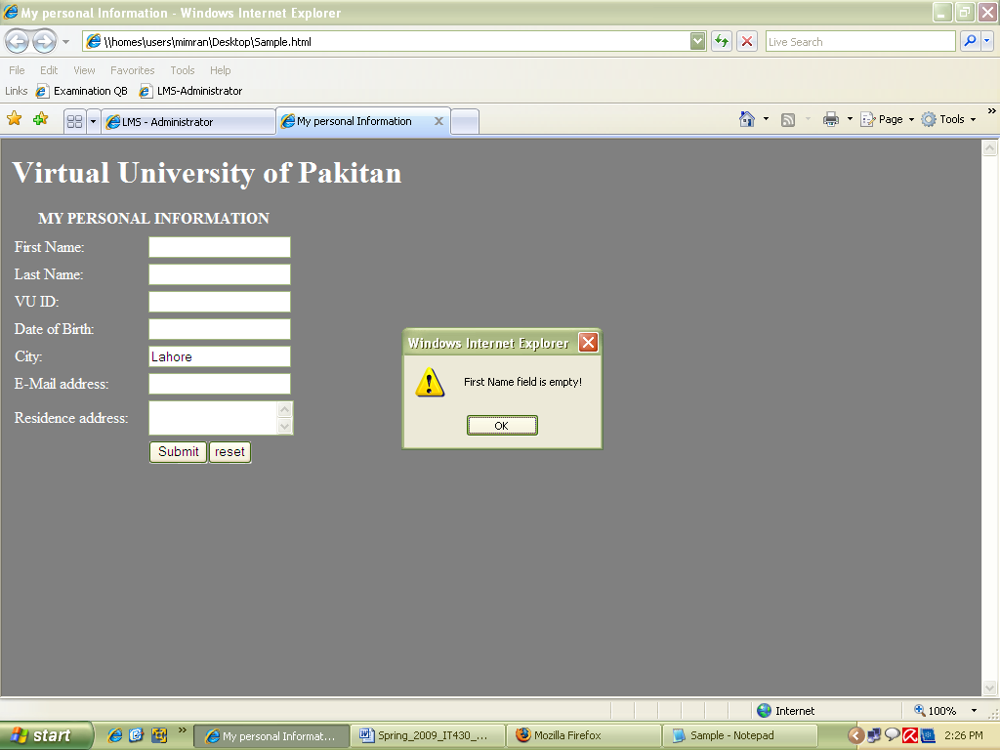 My personal Information - Windows Internet Explorer
\\homes\users\mimran\Desktop\Sample.html
Live Search
File Edit View Favorites Tools Help
Links Examination QB LMS-Administrator
LMS - Administrator My personal Information Page Tools »
Virtual University of Pakitan
MY PERSONAL INFORMATION
First Name:
Last Name:
VU ID:
Date of Birth:
City: Lahore
E-Mail address:
Residence address:
Submit reset
Windows Internet Explorer
First Name field is empty!
OK
Internet 100%
start » My personal Informat... Spring_2009_IT430_... Mozilla Firefox Sample - Notepad 2:26 PM